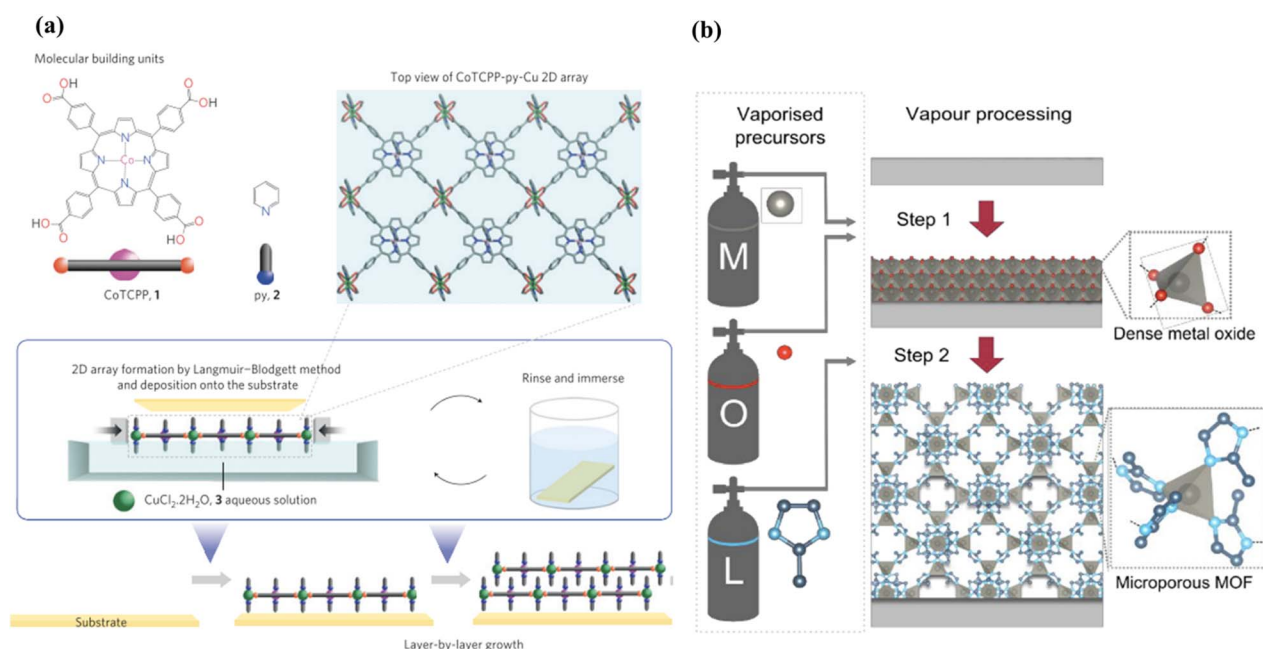 (a)
Molecular building units
O
OH
O
OH
N
N
Co
N
N
HO
O
O
HO
N
CoTCPP, 1
py, 2
Top view of CoTCPP-py-Cu 2D array
2D array formation by Langmuir–Blodgett method
and deposition onto the substrate
Rinse and immerse
CuCl₂.2H₂O, 3 aqueous solution
Substrate
Layer-by-layer growth
(b)
Vaporised
precursors
M
O
L
Vapour processing
Step 1
Dense metal oxide
Step 2
Microporous MOF